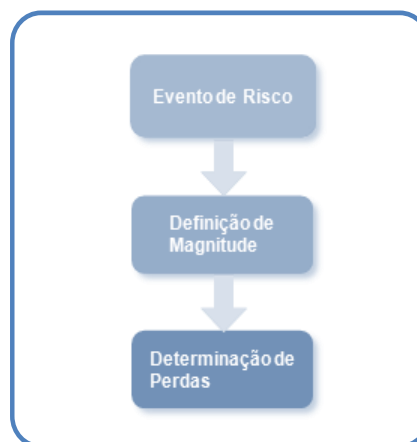 Evento de Risco
Definição de
Magnitude
Determinação de
Perdas